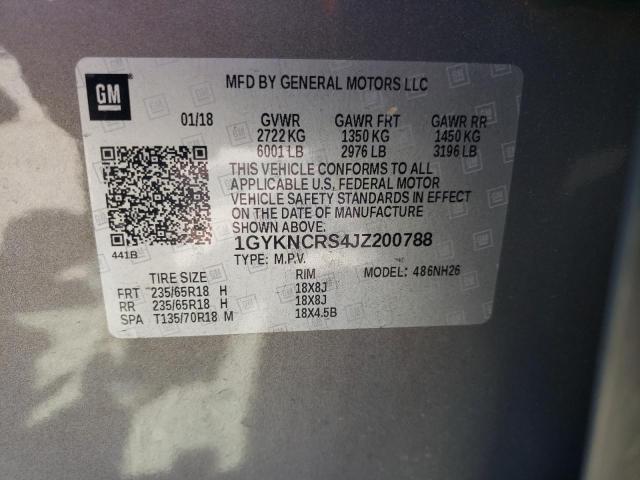 GM
MFD BY GENERAL MOTORS LLC
01/18 GVWR GAWR FRT GAWR RR
2722 KG 1350 KG 1450 KG
6001 LB 2976 LB 3196 LB
THIS VEHICLE CONFORMS TO ALL
APPLICABLE U.S. FEDERAL MOTOR
VEHICLE SAFETY STANDARDS IN EFFECT
ON THE DATE OF MANUFACTURE
SHOWN ABOVE.
1GYKNCRS4JZ200788
441B
TYPE: M.P.V. MODEL: 486NH26
TIRE SIZE RIM
FRT 235/65R18 H 18X8J
RR 235/65R18 H 18X8J
SPA T135/70R18 M 18X4.5B